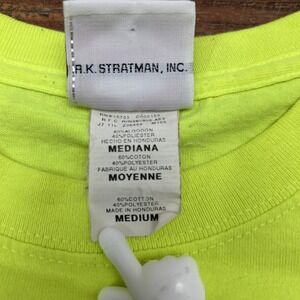 R.K. STRATMAN, INC.
60%ALGODON
40%POLIESTER
HECHO EN HONDURAS
MEDIANA
60%COTON
40%POLYESTER
FABRIQUE AU HONDURAS
MOYENNE
60%COTTON
40%POLYESTER
MADE IN HONDURAS
MEDIUM